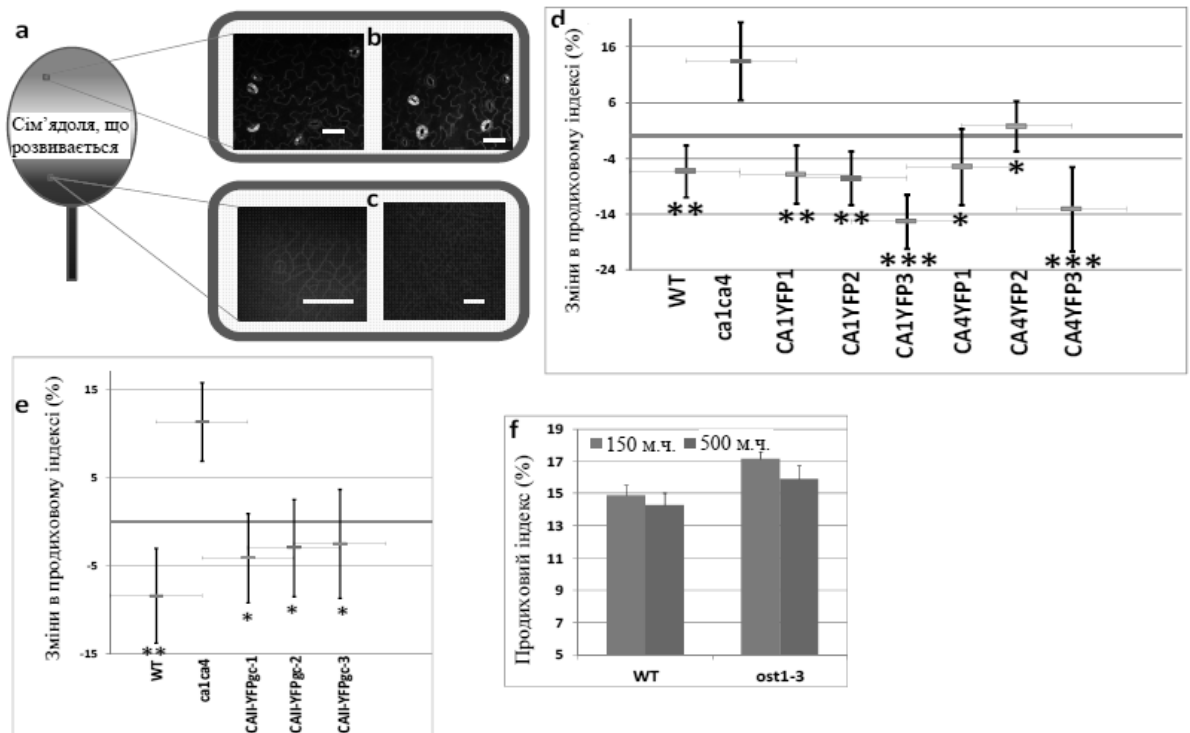 a
b
Сім’ядоля, що
розвивається
c
d
Зміни в продиховому індексі (%)
16
6
-4
-14
-24
**
**
**
***
*
*
***
WT
ca1ca4
CA1YFP1
CA1YFP2
CA1YFP3
CA4YFP1
CA4YFP2
CA4YFP3
e
Зміни в продиховому індексі (%)
15
5
-5
-15
**
*
*
*
WT
ca1ca4
CAII-YFPgc-1
CAII-YFPgc-2
CAII-YFPgc-3
f
Продиховий індекс (%)
19
17
15
13
11
9
7
5
150 м.ч. 500 м.ч.
WT
ost1-3